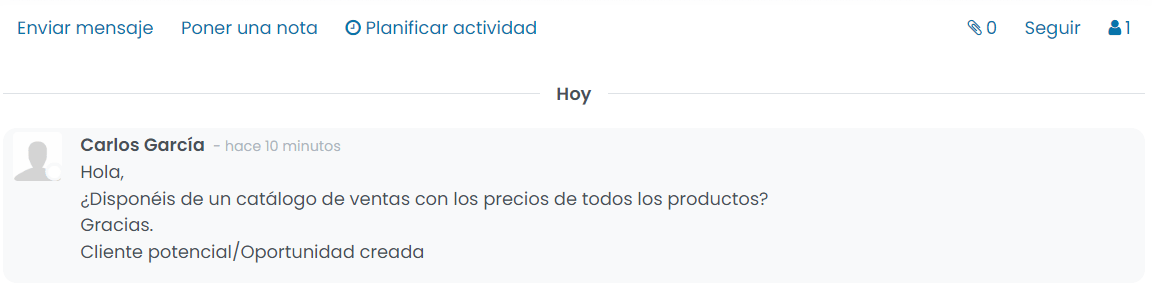 Enviar mensaje Poner una nota Planificar actividad 0 Seguir 1
Hoy
Carlos García - hace 10 minutos
Hola,
¿Disponéis de un catálogo de ventas con los precios de todos los productos?
Gracias.
Cliente potencial/Oportunidad creada